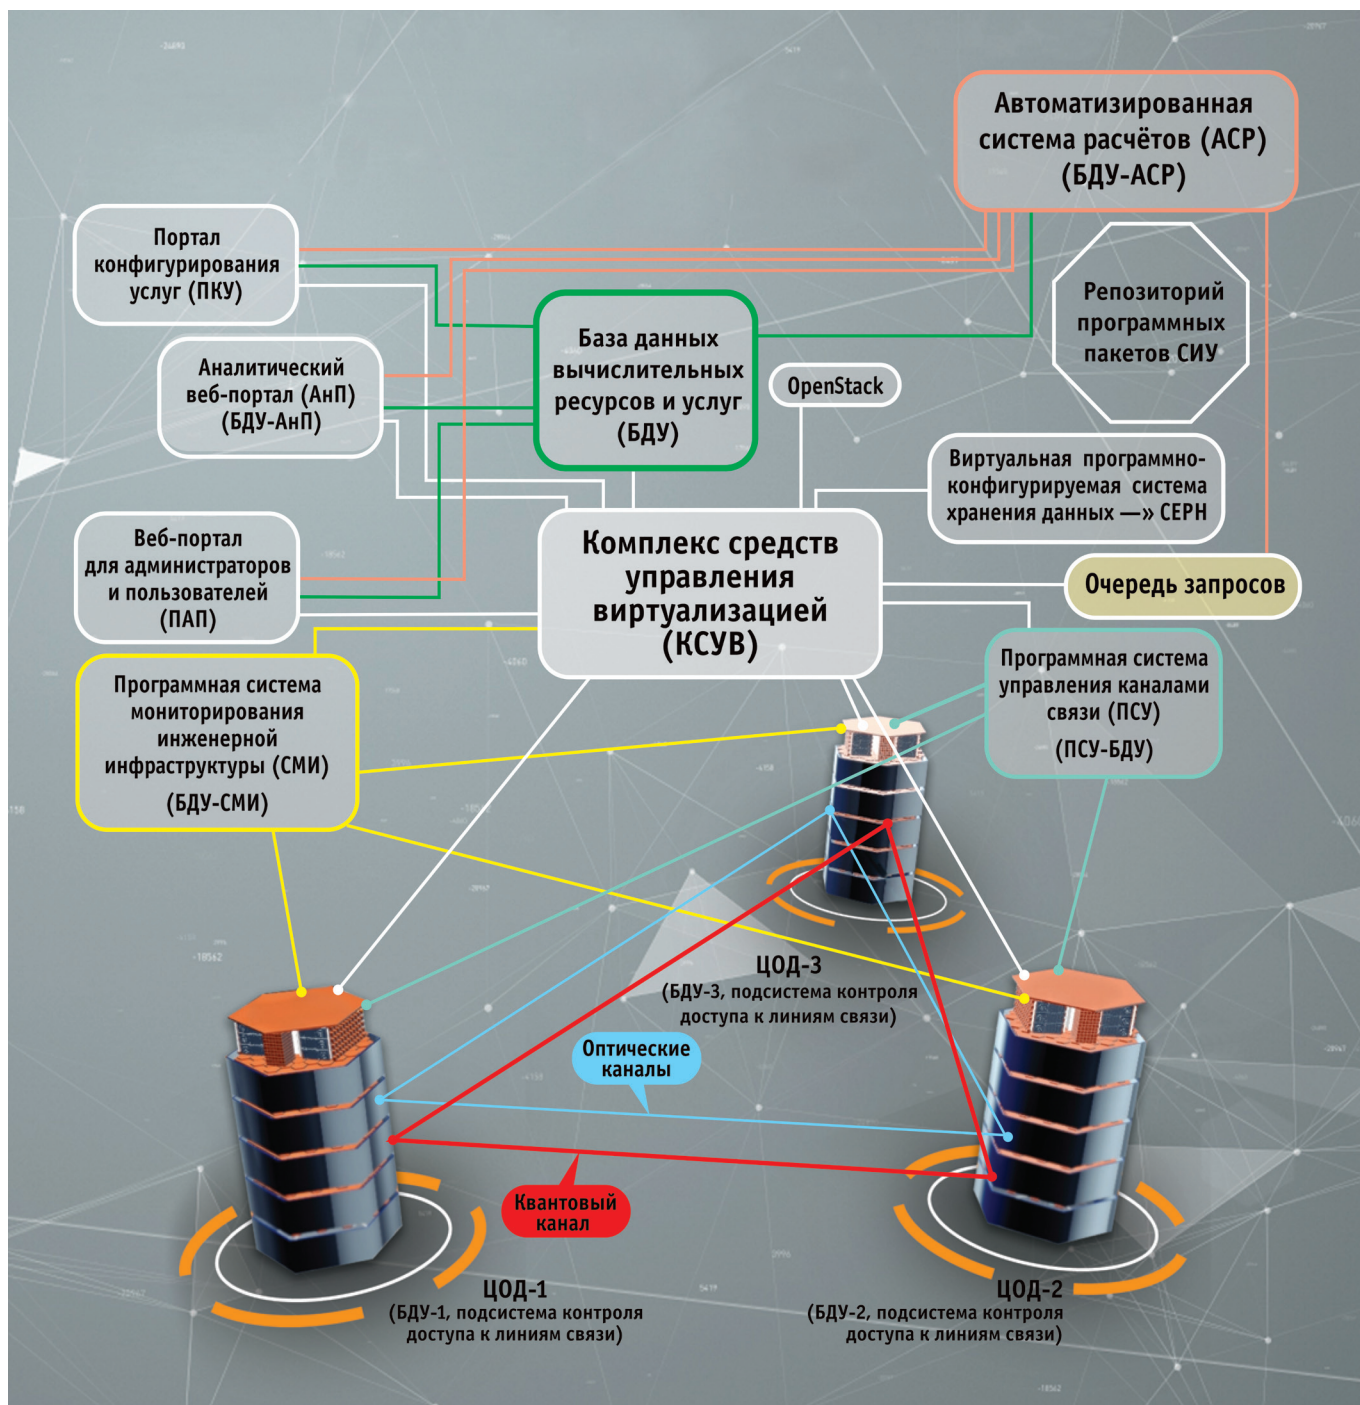 Автоматизированная
система расчётов (АСР)
(БДУ-АСР)
Портал
конфигурирования
услуг (ПКУ)
Репозиторий
программных
пакетов СИУ
База данных
вычислительных
ресурсов и услуг
(БДУ)
Аналитический
веб-портал (АнП)
(БДУ-АнП)
OpenStack
Виртуальная программно-
конфигурируемая система
хранения данных —» СЕРН
Веб-портал
для администраторов
и пользователей
(ПАП)
Комплекс средств
управления
виртуализацией
(КСУВ)
Очередь запросов
Программная система
мониторирования
инженерной
инфраструктуры (СМИ)
(БДУ-СМИ)
Программная система
управления каналами
связи (ПСУ)
(ПСУ-БДУ)
ЦОД-3
(БДУ-3, подсистема контроля
доступа к линиям связи)
Оптические
каналы
Квантовый
канал
ЦОД-1
(БДУ-1, подсистема контроля
доступа к линиям связи)
ЦОД-2
(БДУ-2, подсистема контроля
доступа к линиям связи)